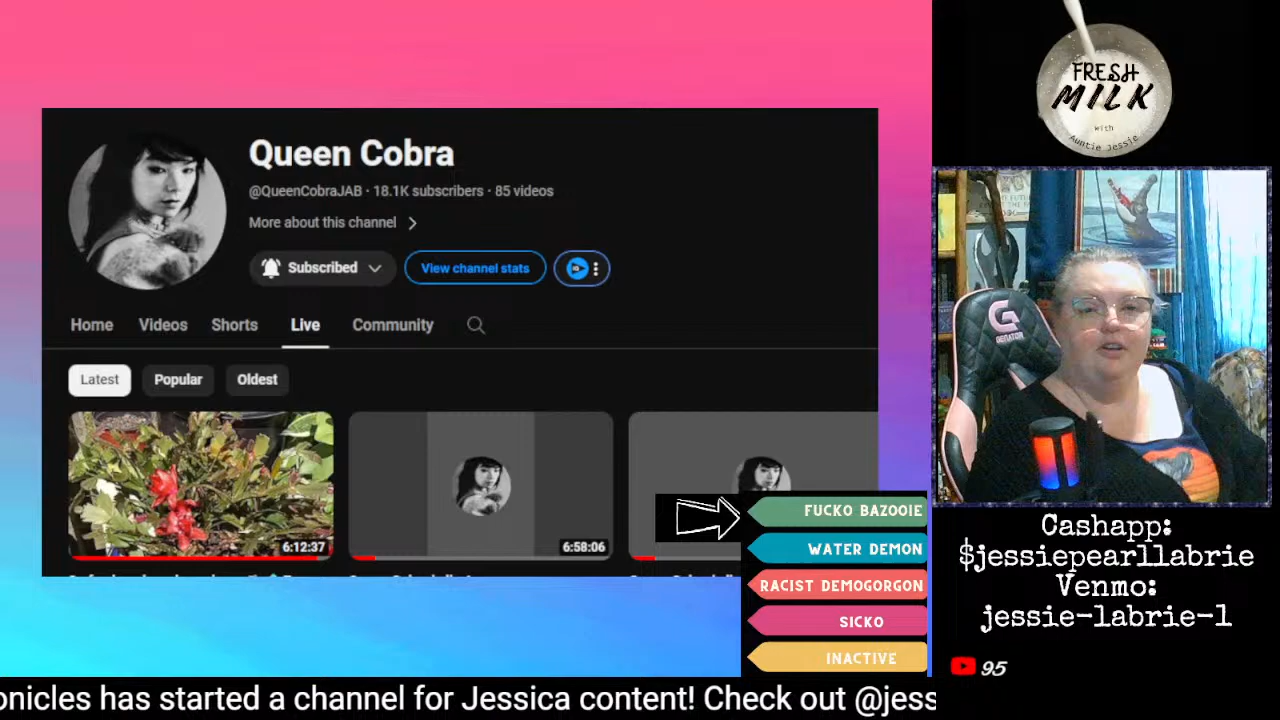 Queen Cobra
@QueenCobraJAB · 18.1K subscribers · 85 videos
More about this channel
Subscribed
View channel stats
Home
Videos
Shorts
Live
Community
Latest
Popular
Oldest
6:12:37
6:58:06
FUCKO BAZOOIE
WATER DEMON
RACIST DEMOGORGON
SICKO
INACTIVE
FRESH
MILK
with
Auntie Jessie
GENATOR
Cashapp:
$jessiepearllabrie
Venmo:
jessie-labrie-1
95
onicles has started a channel for Jessica content! Check out @jess